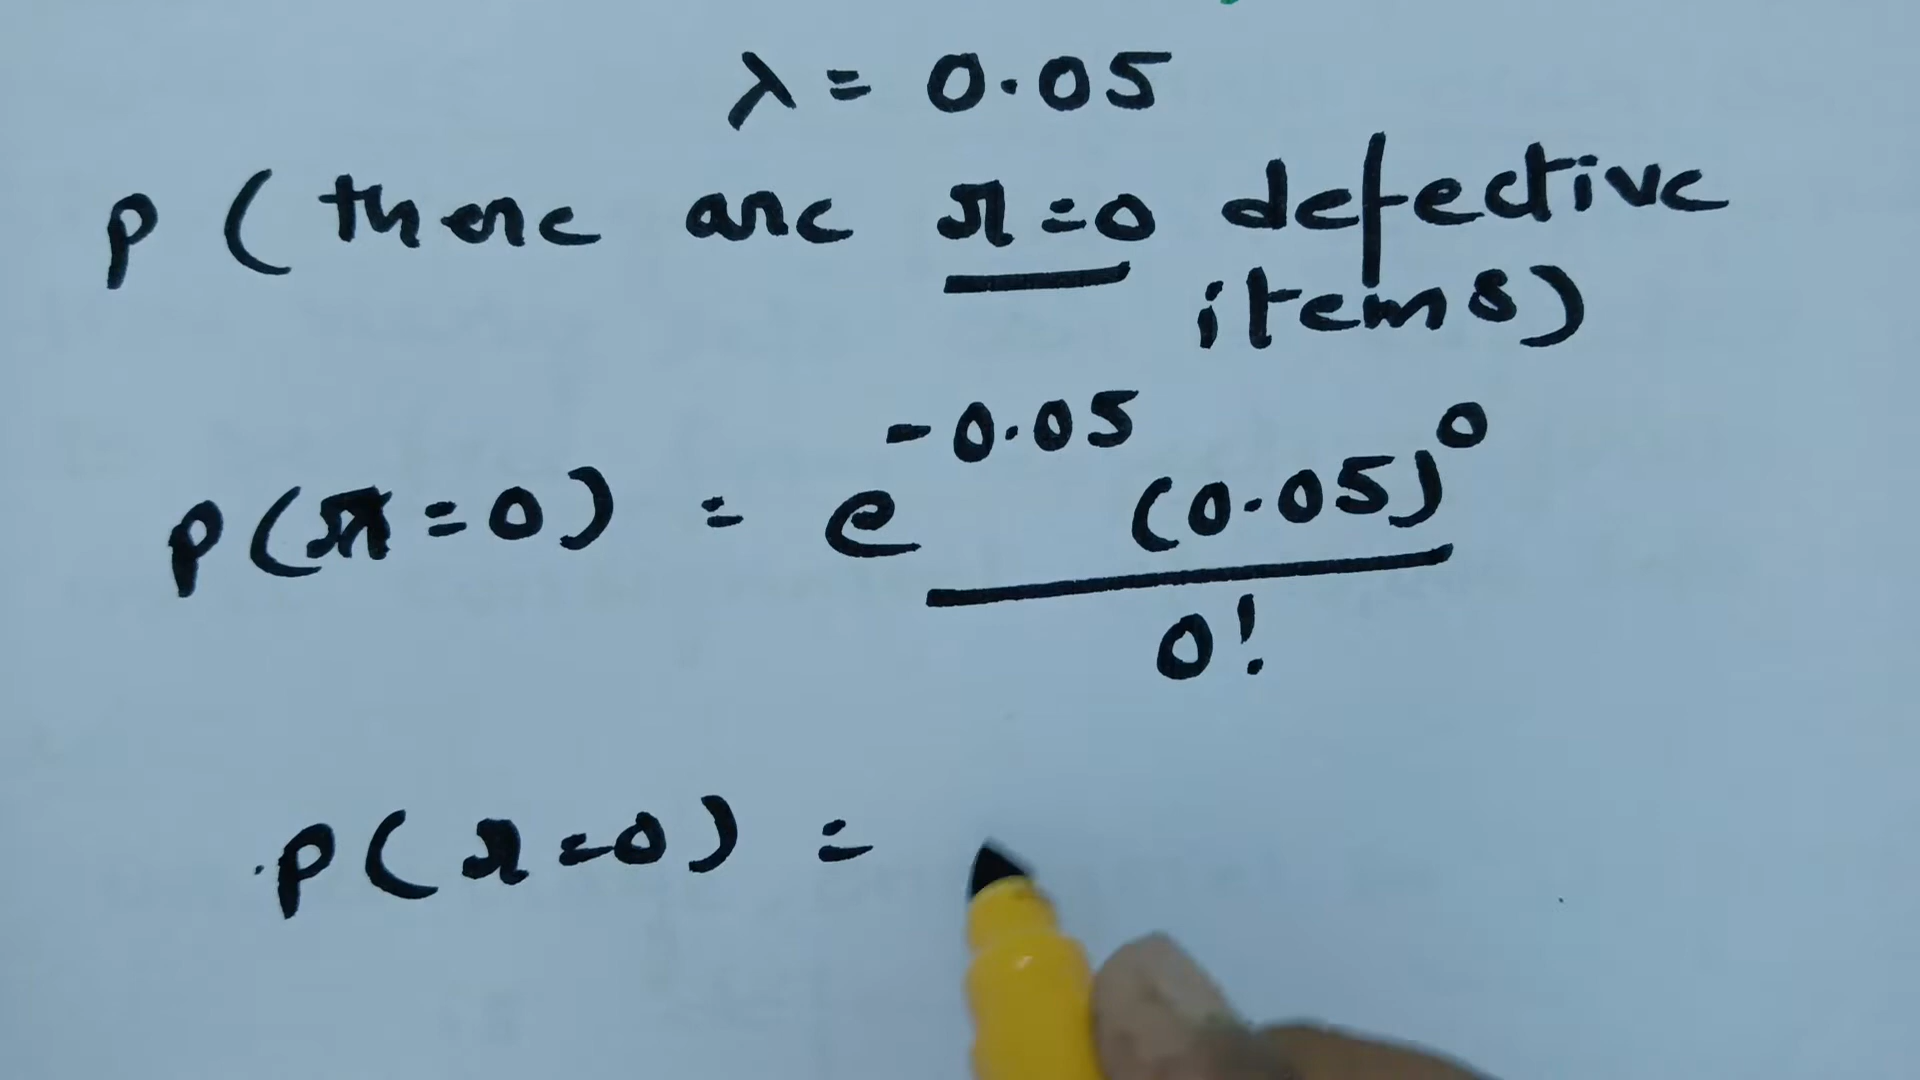 λ = 0.05
P ( there are r=0 defective
items)
P(r=0) = e^-0.05 (0.05)^0
0!
P(r=0) =